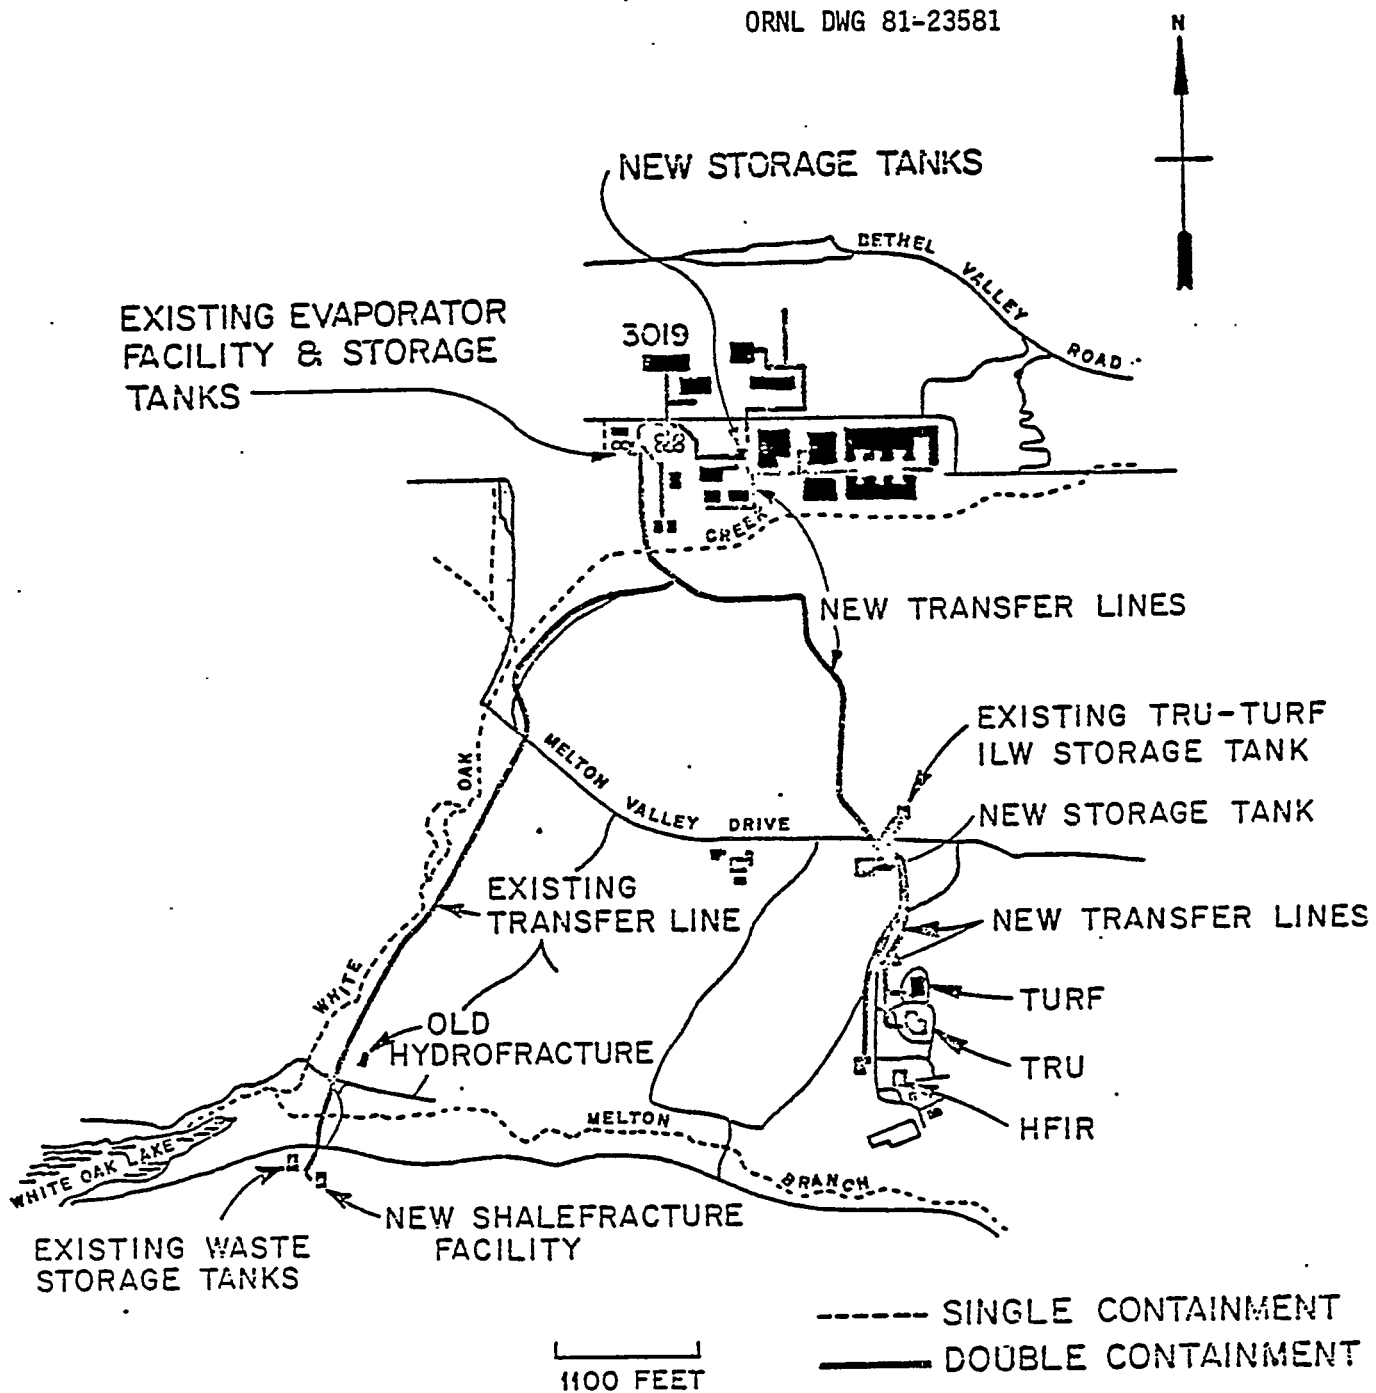 ORNL DWG 81-23581
N
NEW STORAGE TANKS
BETHEL VALLEY ROAD
EXISTING EVAPORATOR
FACILITY & STORAGE
TANKS
3019
CREEK
NEW TRANSFER LINES
EXISTING TRU-TURF
ILW STORAGE TANK
OAK
MELTON VALLEY DRIVE
NEW STORAGE TANK
EXISTING
TRANSFER LINE
NEW TRANSFER LINES
WHITE
TURF
OLD
HYDROFRACTURE
TRU
MELTON
HFIR
WHITE OAK LAKE
BRANCH
NEW SHALEFRACTURE
FACILITY
EXISTING WASTE
STORAGE TANKS
SINGLE CONTAINMENT
DOUBLE CONTAINMENT
1100 FEET